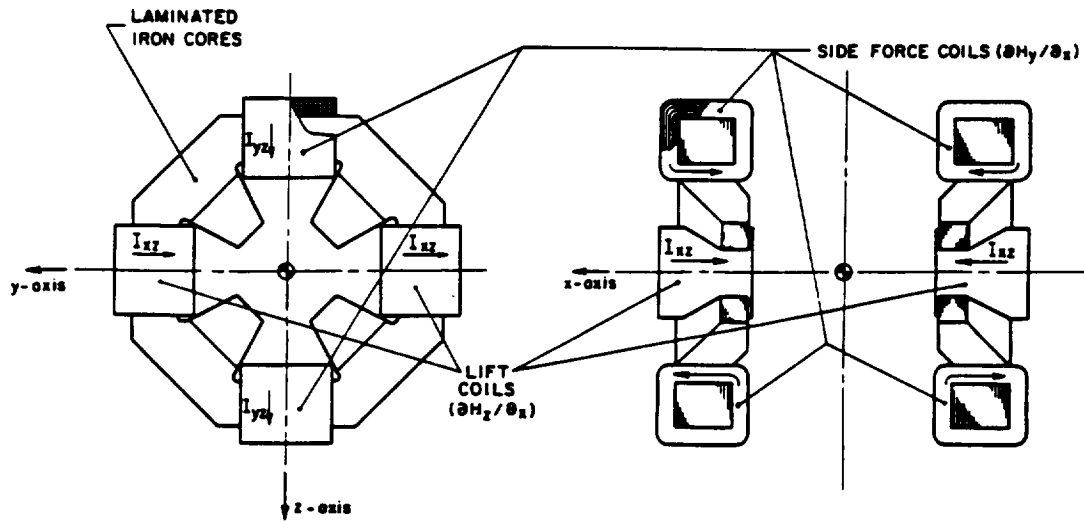 LAMINATED
IRON CORES
SIDE FORCE COILS (∂Hy/∂x)
Iyz
Ixz
Ixz
y-axis
Iyz
z-axis
LIFT
COILS
(∂Hz/∂x)
Ixz
Ixz
x-axis